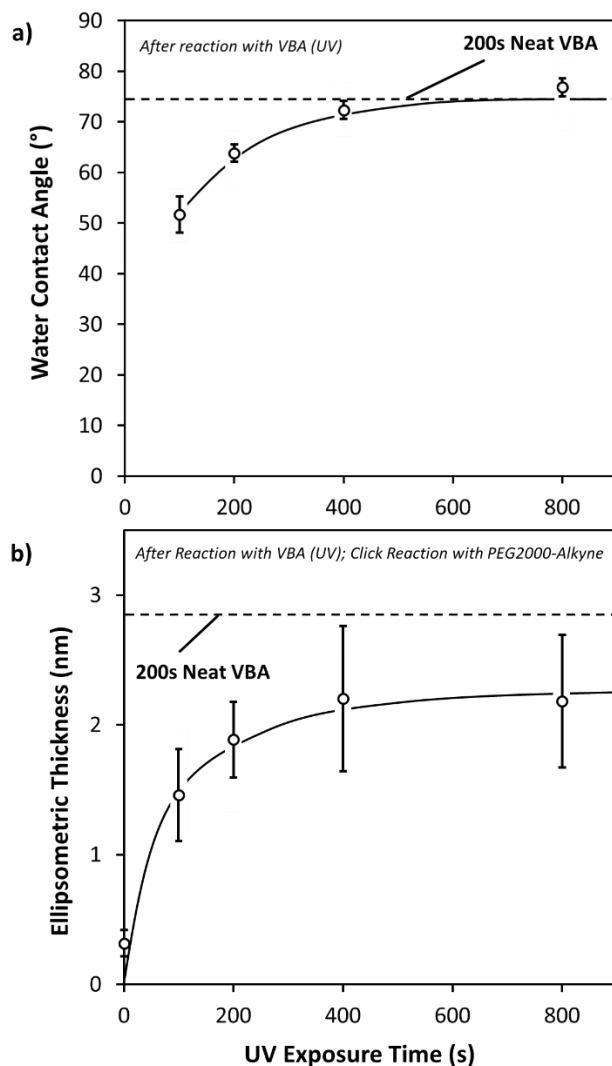 a)
After reaction with VBA (UV)
200s Neat VBA
90
80
70
60
50
40
30
20
10
0
Water Contact Angle (°)
0 200 400 600 800
b)
After Reaction with VBA (UV); Click Reaction with PEG2000-Alkyne
200s Neat VBA
3
2
1
0
Ellipsometric Thickness (nm)
0 200 400 600 800
UV Exposure Time (s)